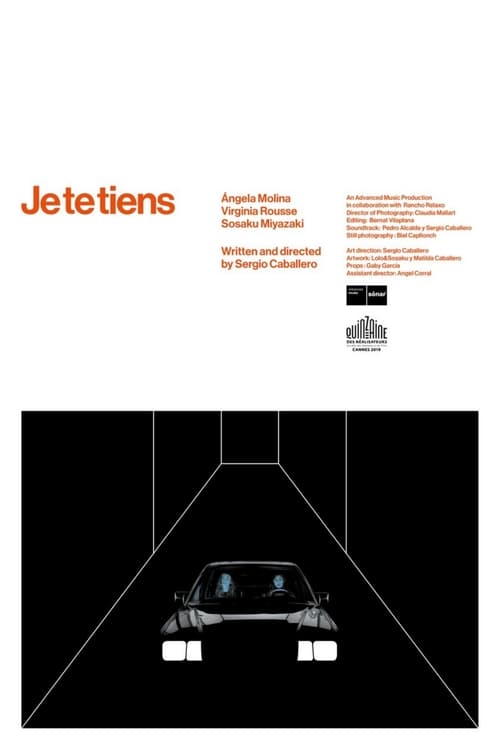 Je te tiens
Ángela Molina
Virginia Rousse
Sosaku Miyazaki
Written and directed
by Sergio Caballero
An Advanced Music Production
in collaboration with Rancho Relaxo
Director of Photography: Claudia Mallart
Editing: Bernat Vilaplana
Soundtrack: Pedro Alcalde y Sergio Caballero
Still photography : Biel Capllonch
Art direction: Sergio Caballero
Artwork: Lolo&Sosaku y Matilda Caballero
Props : Gaby García
Assistant director: Angel Corral
sónar
QUINZAINE
DES RÉALISATEURS
CANNES 2019